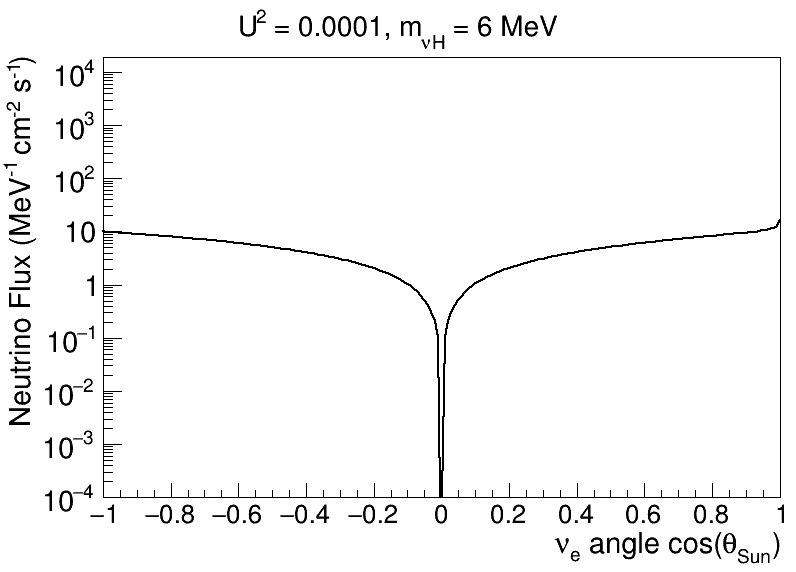 U² = 0.0001, m_νH = 6 MeV
Neutrino Flux (MeV⁻¹ cm⁻² s⁻¹)
10⁴
10³
10²
10
1
10⁻¹
10⁻²
10⁻³
10⁻⁴
−1 −0.8 −0.6 −0.4 −0.2 0 0.2 0.4 0.6 0.8 1
ν_e angle cos(θ_Sun)